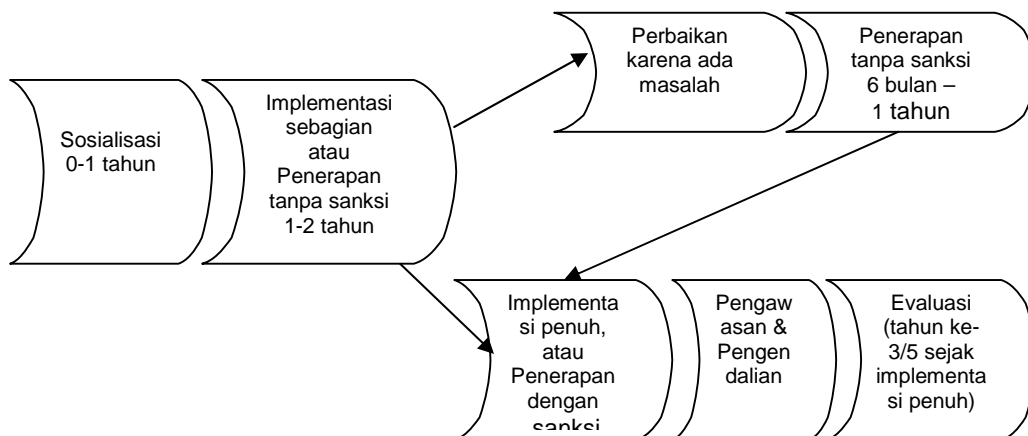 Sosialisasi
0-1 tahun
Implementasi
sebagian
atau
Penerapan
tanpa sanksi
1-2 tahun
Perbaikan
karena ada
masalah
Penerapan
tanpa sanksi
6 bulan –
1 tahun
Implementa
si penuh,
atau
Penerapan
dengan
sanksi
Pengaw
asan &
Pengen
dalian
Evaluasi
(tahun ke-
3/5 sejak
implementa
si penuh)